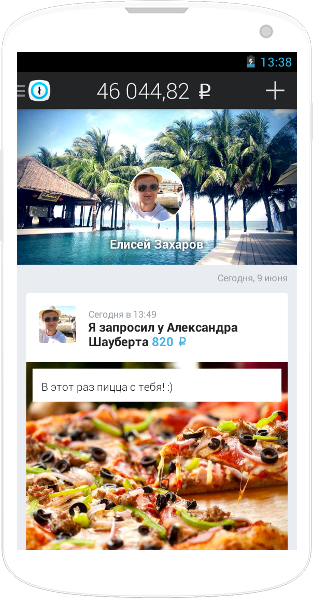 13:38
46 044,82 ₽
Елисей Захаров
Сегодня, 9 июня
Сегодня в 13:49
Я запросил у Александра
Шауберта 820 ₽
В этот раз пицца с тебя! :)